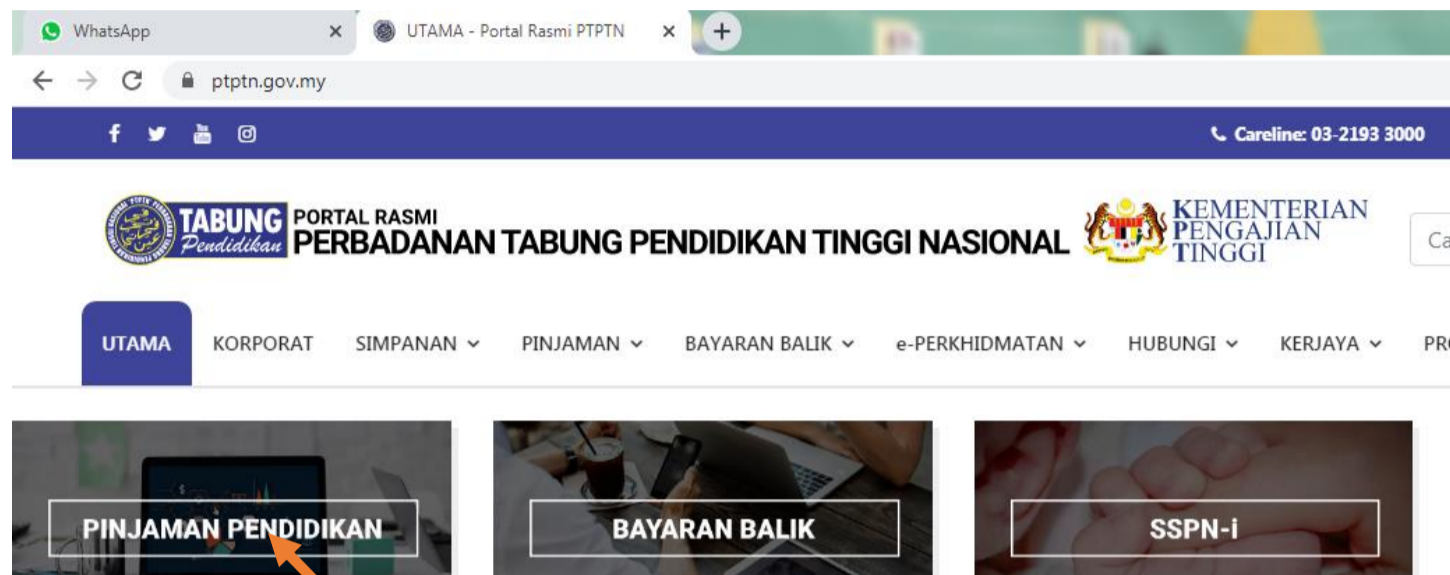 WhatsApp
UTAMA - Portal Rasmi PTPTN
ptptn.gov.my
Careline: 03-2193 3000
TABUNG
Pendidikan
PORTAL RASMI
PERBADANAN TABUNG PENDIDIKAN TINGGI NASIONAL
KEMENTERIAN
PENGAJIAN
TINGGI
Ca
UTAMA KORPORAT SIMPANAN PINJAMAN BAYARAN BALIK e-PERKHIDMATAN HUBUNGI KERJAYA PR
PINJAMAN PENDIDIKAN BAYARAN BALIK SSPN-i